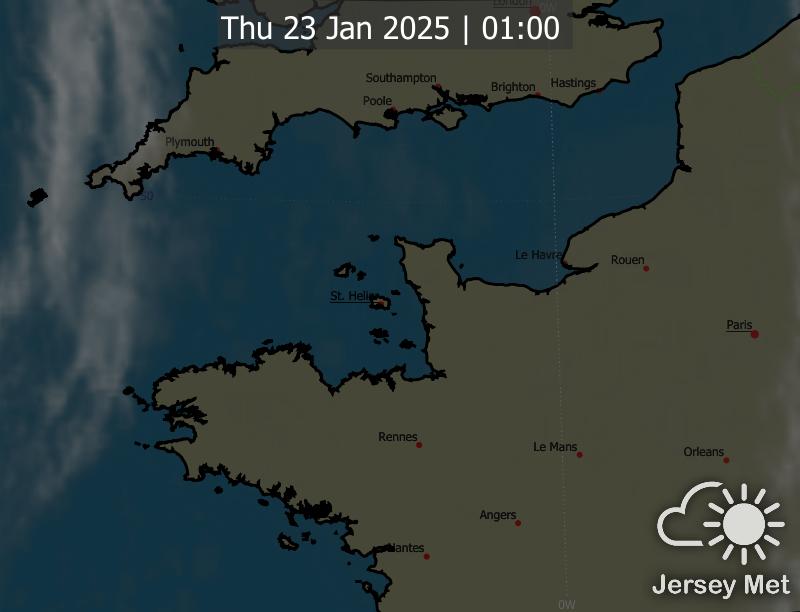 London
Thu 23 Jan 2025 | 01:00
0W
Southampton
Brighton
Hastings
Poole
Plymouth
50
Le Havre
Rouen
St. Helier
Paris
Rennes
Le Mans
Orleans
Angers
Nantes
Jersey Met
0W